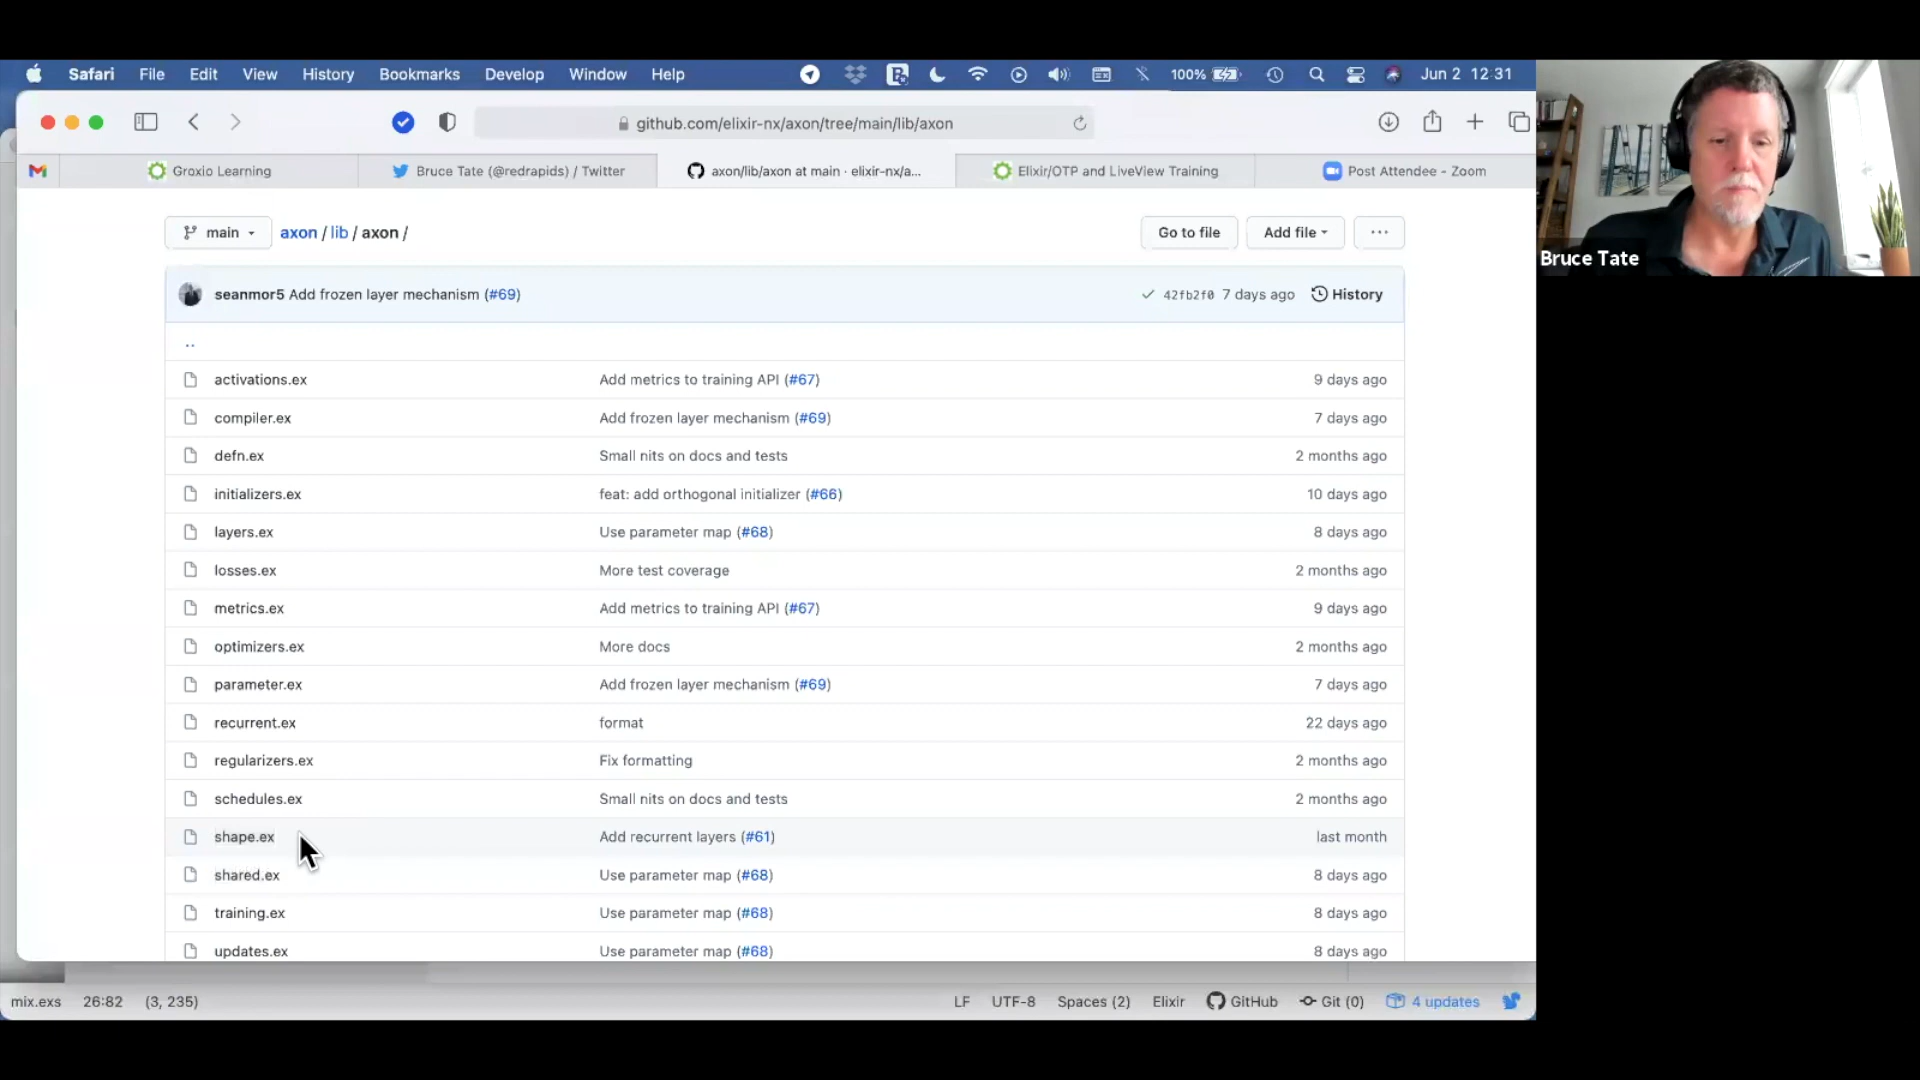 Safari File Edit View History Bookmarks Develop Window Help 100% Jun 2 12:31
github.com/elixir-nx/axon/tree/main/lib/axon
Groxio Learning Bruce Tate (@redrapids) / Twitter axon/lib/axon at main · elixir-nx/a... Elixir/OTP and LiveView Training Post Attendee - Zoom
main axon / lib / axon / Go to file Add file ...
Bruce Tate
seanmor5 Add frozen layer mechanism (#69) 42fb2f0 7 days ago History
..
activations.ex Add metrics to training API (#67) 9 days ago
compiler.ex Add frozen layer mechanism (#69) 7 days ago
defn.ex Small nits on docs and tests 2 months ago
initializers.ex feat: add orthogonal initializer (#66) 10 days ago
layers.ex Use parameter map (#68) 8 days ago
losses.ex More test coverage 2 months ago
metrics.ex Add metrics to training API (#67) 9 days ago
optimizers.ex More docs 2 months ago
parameter.ex Add frozen layer mechanism (#69) 7 days ago
recurrent.ex format 22 days ago
regularizers.ex Fix formatting 2 months ago
schedules.ex Small nits on docs and tests 2 months ago
shape.ex Add recurrent layers (#61) last month
shared.ex Use parameter map (#68) 8 days ago
training.ex Use parameter map (#68) 8 days ago
updates.ex Use parameter map (#68) 8 days ago
mix.exs 26:82 (3, 235) LF UTF-8 Spaces (2) Elixir GitHub Git (0) 4 updates